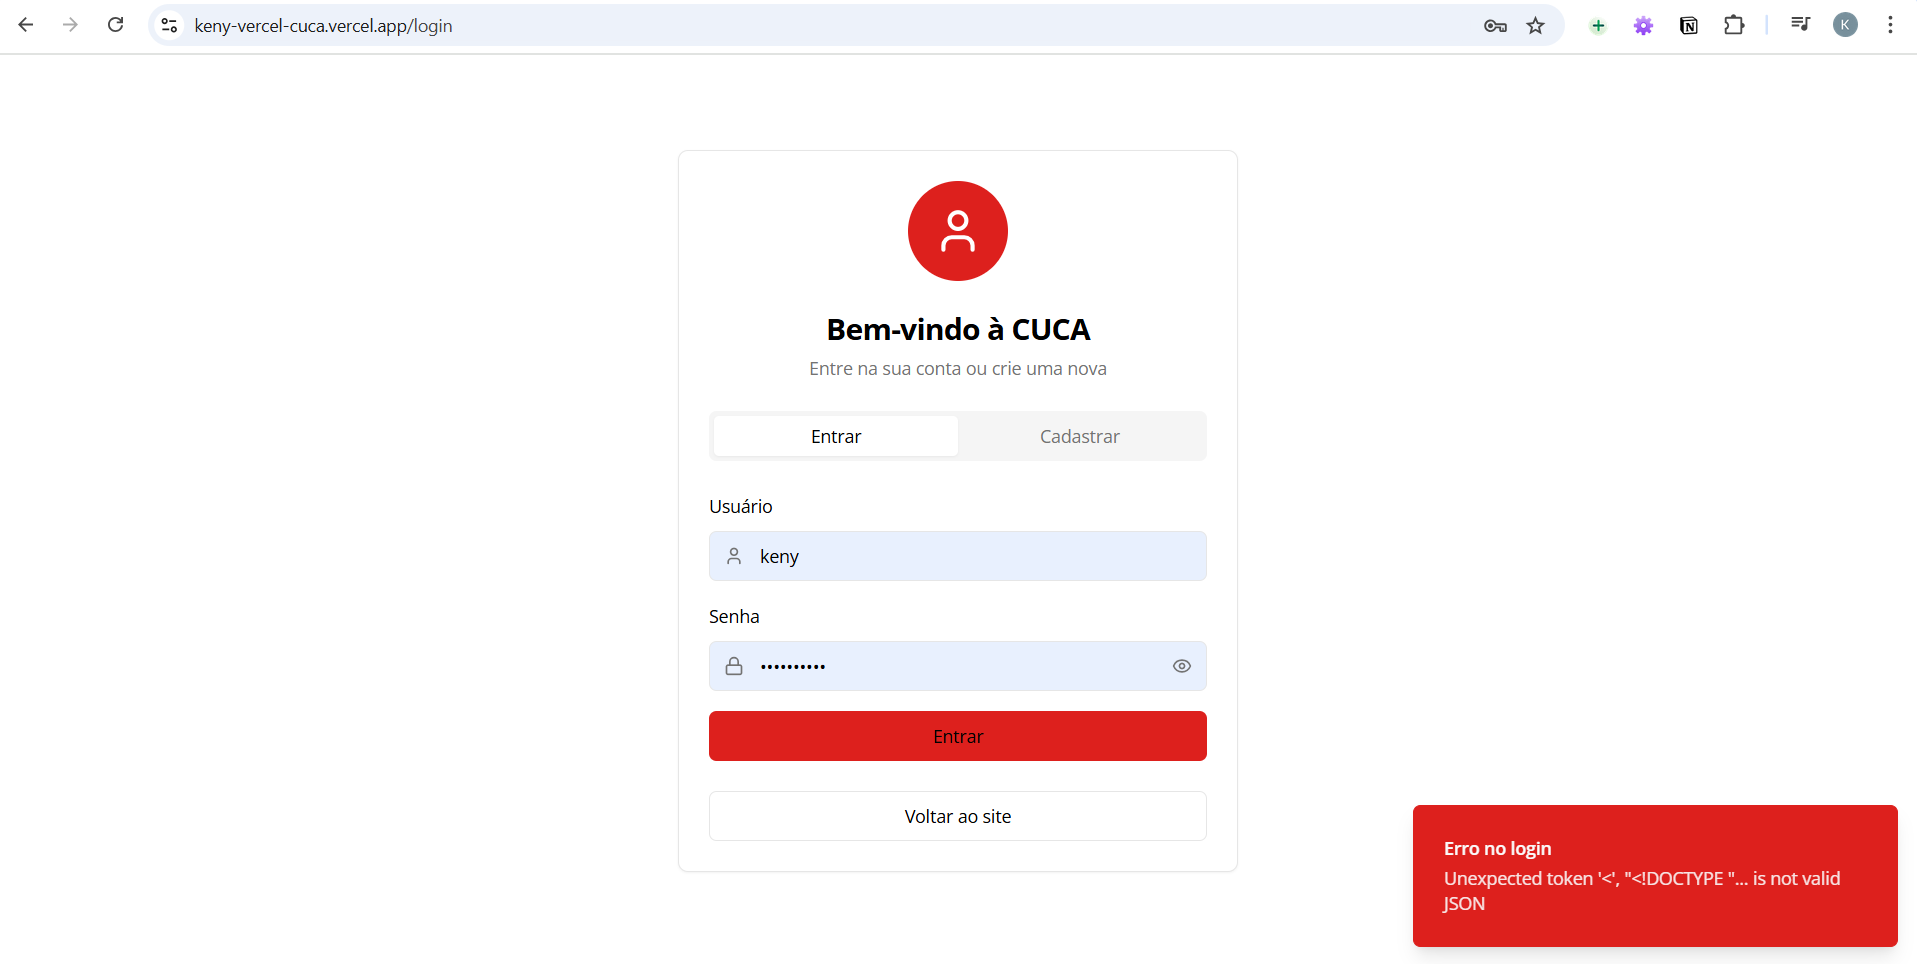 keny-vercel-cuca.vercel.app/login
N
K
Bem-vindo à CUCA
Entre na sua conta ou crie uma nova
Entrar
Cadastrar
Usuário
keny
Senha
••••••••••
Entrar
Voltar ao site
Erro no login
Unexpected token '<', "<!DOCTYPE "... is not valid
JSON